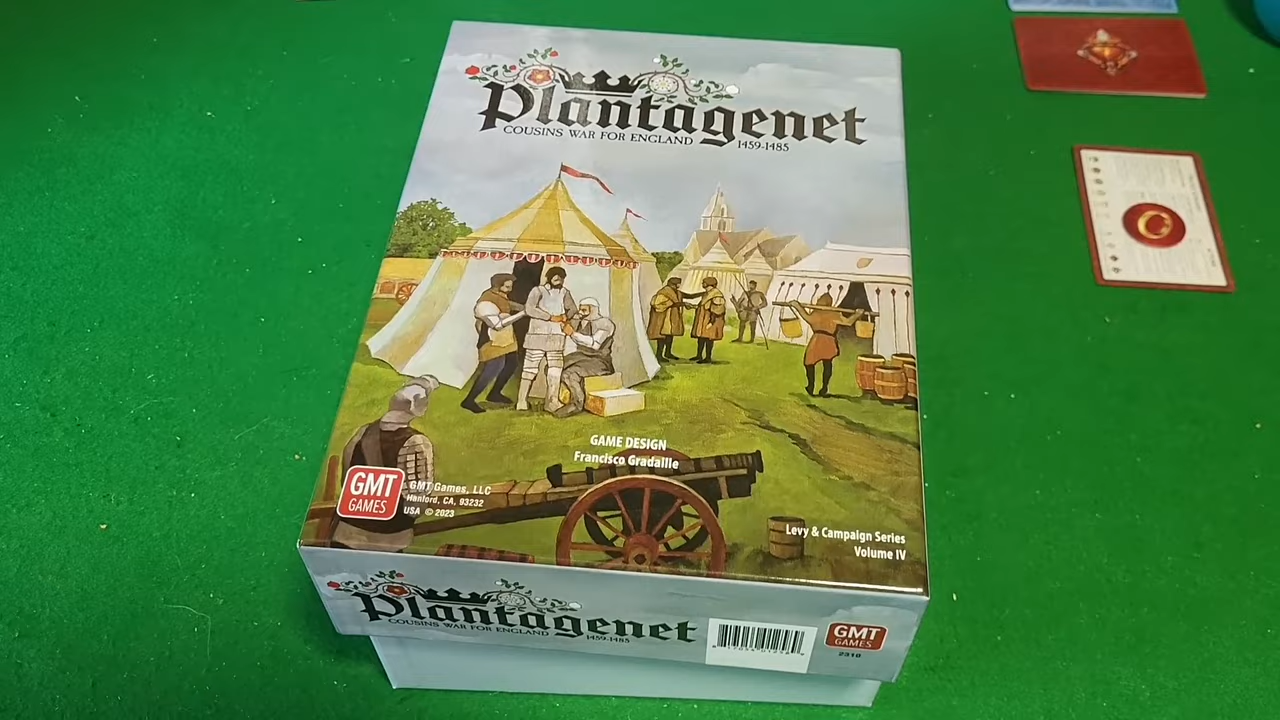 Plantagenet
COUSINS WAR FOR ENGLAND 1459-1485
GAME DESIGN
Francisco Gradaille
GMT
GAMES
GMT Games, LLC
Hanford, CA. 93232
USA © 2023
Levy & Campaign Series
Volume IV
Plantagenet
COUSINS WAR FOR ENGLAND 1459-1485
GMT
GAMES
2310